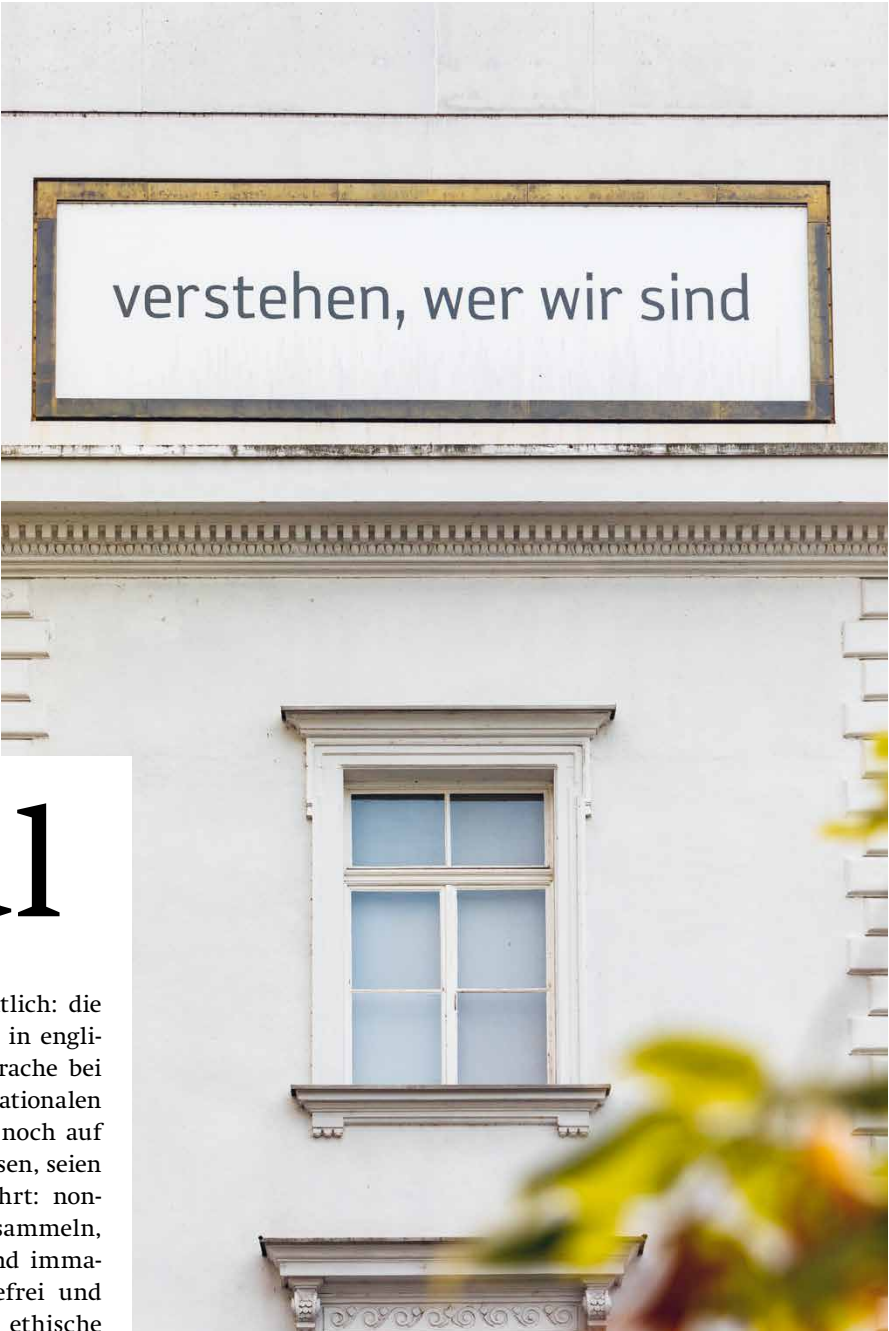 verstehen, wer wir sind
l
tlich: die
in engli-
rache bei
ationalen
noch auf
sen, seien
hrt: non-
sammeln,
nd imma-
efrei und
ethische